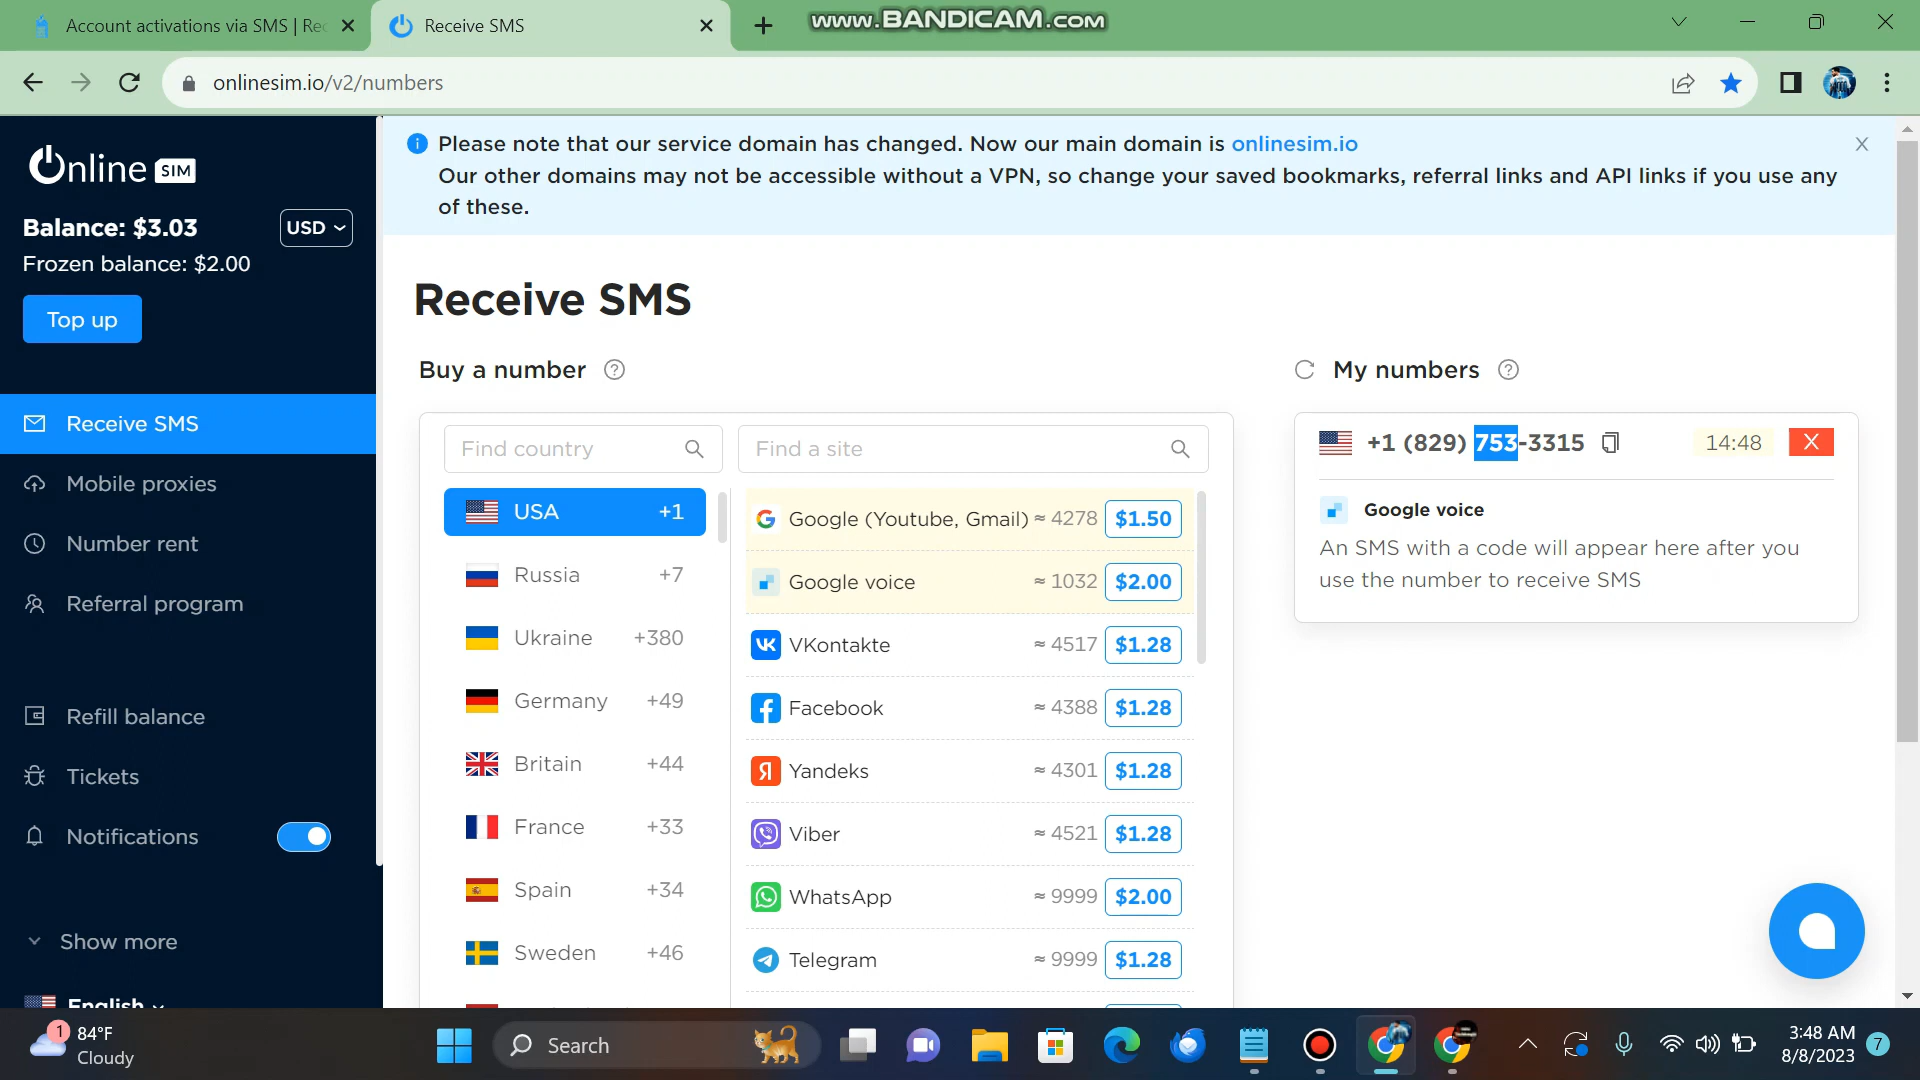 Account activations via SMS | Rec
Receive SMS
www.BANDICAM.com
onlinesim.io/v2/numbers
Online SIM
Balance: $3.03
USD
Frozen balance: $2.00
Top up
Receive SMS
Mobile proxies
Number rent
Referral program
Refill balance
Tickets
Notifications
Show more
English
Please note that our service domain has changed. Now our main domain is onlinesim.io
Our other domains may not be accessible without a VPN, so change your saved bookmarks, referral links and API links if you use any
of these.
Receive SMS
Buy a number
Find country
Find a site
USA +1
Russia +7
Ukraine +380
Germany +49
Britain +44
France +33
Spain +34
Sweden +46
Google (Youtube, Gmail) ≈ 4278 $1.50
Google voice ≈ 1032 $2.00
VKontakte ≈ 4517 $1.28
Facebook ≈ 4388 $1.28
Yandeks ≈ 4301 $1.28
Viber ≈ 4521 $1.28
WhatsApp ≈ 9999 $2.00
Telegram ≈ 9999 $1.28
My numbers
+1 (829) 753-3315 14:48 X
Google voice
An SMS with a code will appear here after you
use the number to receive SMS
1
84°F
Cloudy
Search
3:48 AM
8/8/2023
7